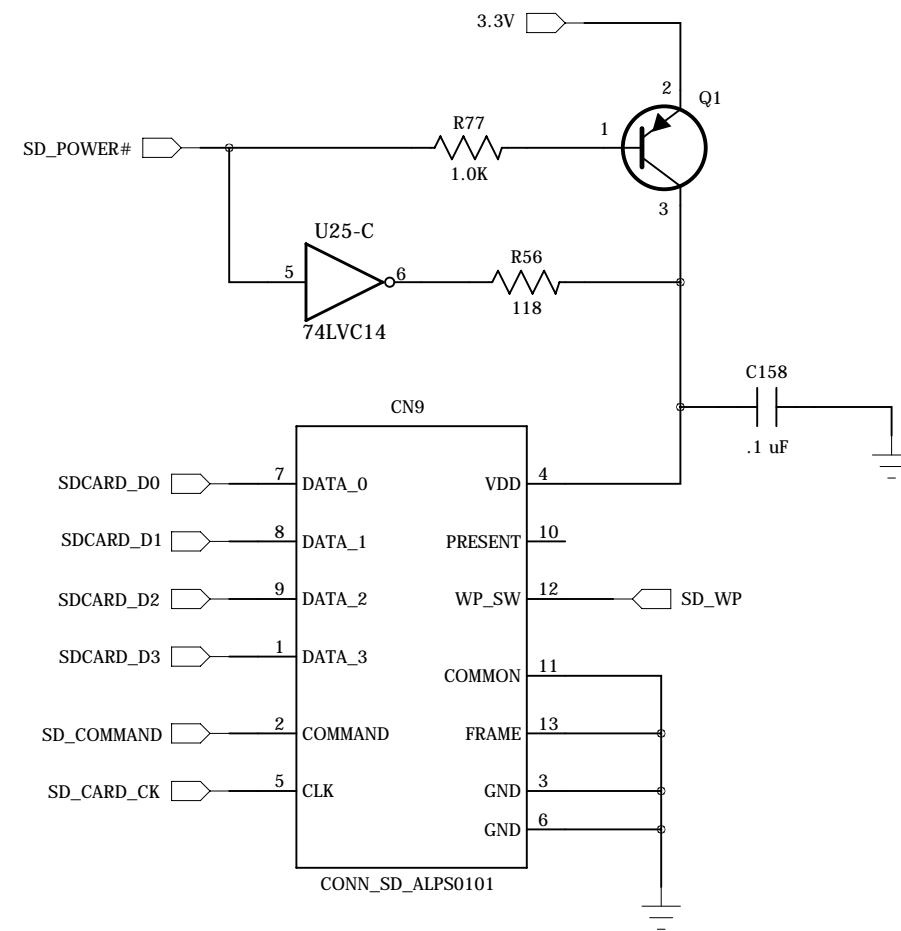 3.3V
2
Q1
R77
1
SD_POWER#
1.0K
3
U25-C
R56
5
6
118
74LVC14
C158
CN9
.1 uF
SDCARD_D0
7
DATA_0
VDD
4
SDCARD_D1
8
DATA_1
PRESENT
10
SDCARD_D2
9
DATA_2
WP_SW
12
SD_WP
SDCARD_D3
1
DATA_3
COMMON
11
SD_COMMAND
2
COMMAND
FRAME
13
SD_CARD_CK
5
CLK
GND
3
GND
6
CONN_SD_ALPS0101